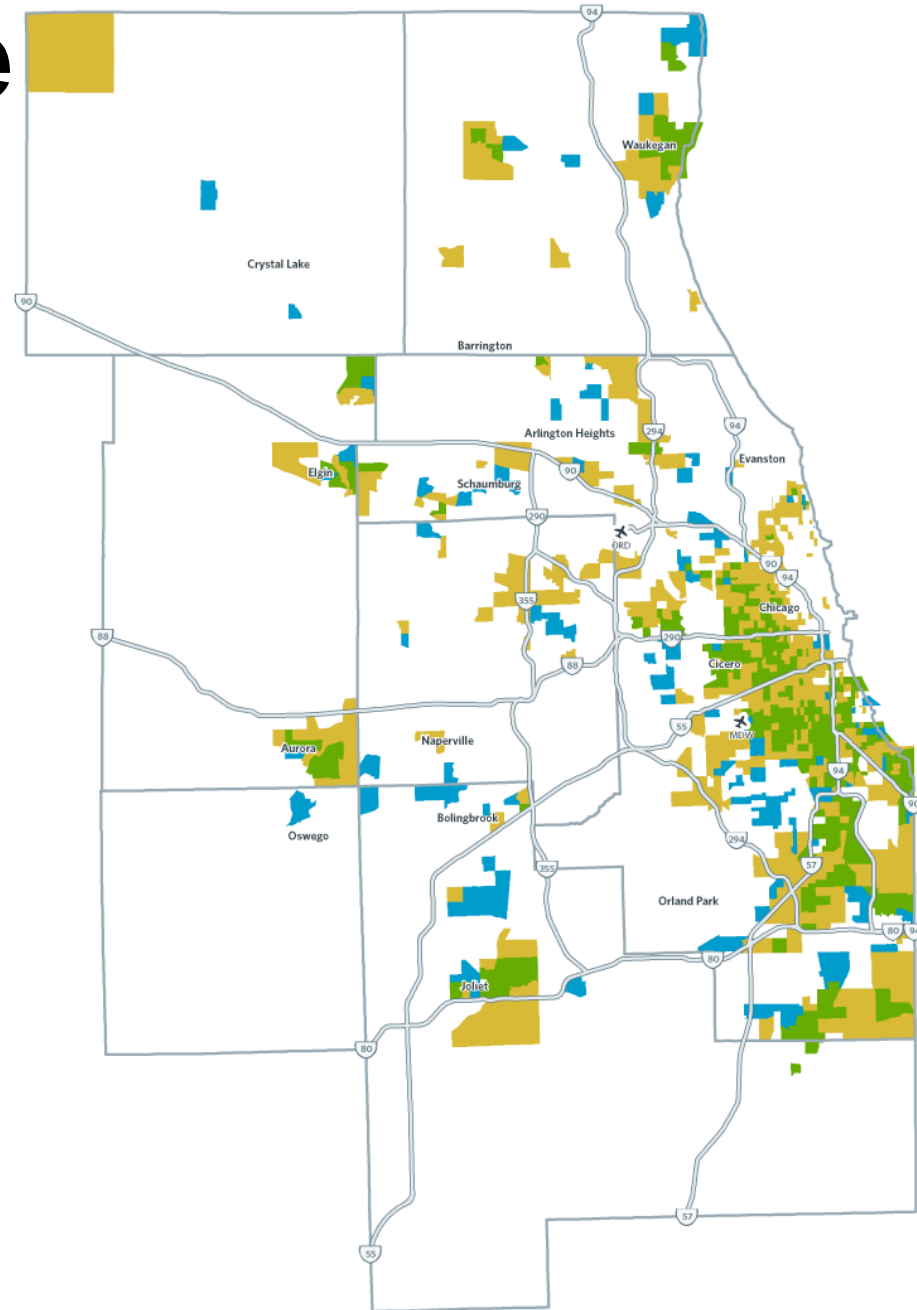 e
94
Waukegan
Crystal Lake
90
Barrington
Arlington Heights
294
94
Evanston
Elgin
Schaumburg
90
290
ORD
90
94
Chicago
355
88
290
Cicero
88
55
MDW
Aurora
Naperville
94
90
Oswego
Bolingbrook
294
355
57
Orland Park
80
94
80
Joliet
80
57
55